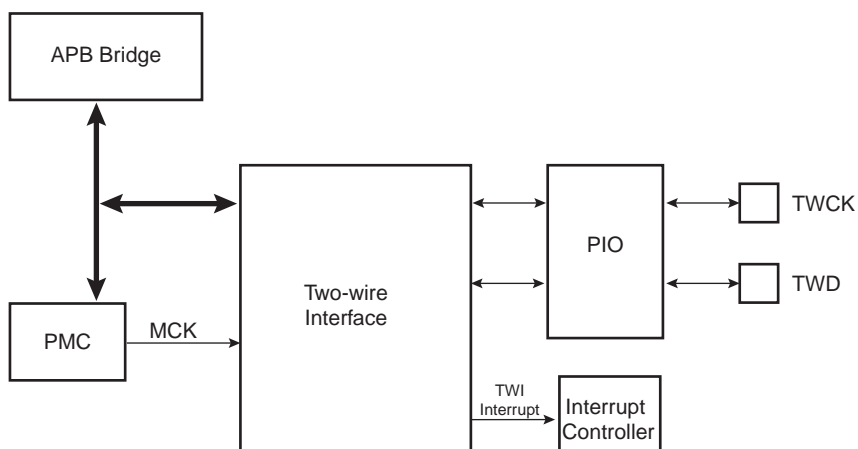 APB Bridge
TWCK
PIO
Two-wire
Interface
TWD
PMC
MCK
TWI
Interrupt
Interrupt
Controller